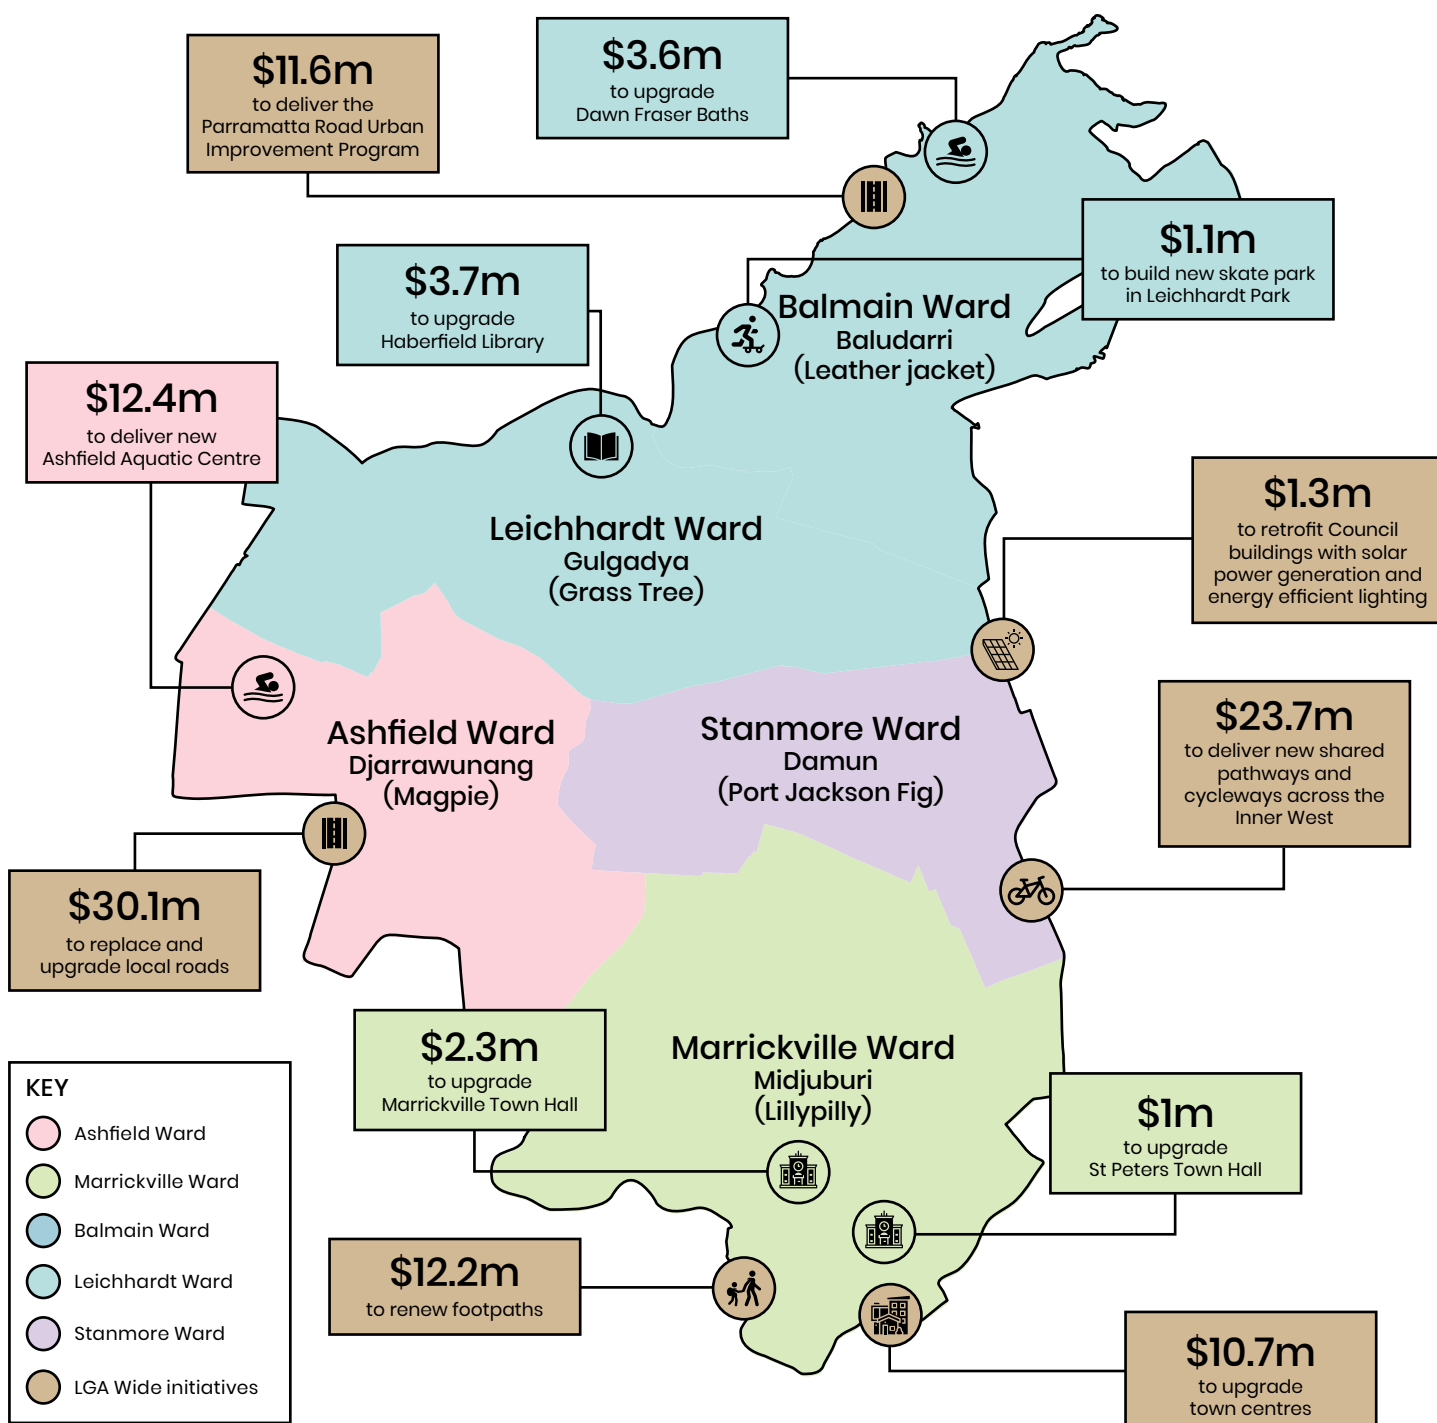 $11.6m
to deliver the
Parramatta Road Urban
Improvement Program
$3.6m
to upgrade
Dawn Fraser Baths
$1.1m
to build new skate park
in Leichhardt Park
$3.7m
to upgrade
Haberfield Library
Balmain Ward
Baludarri
(Leather jacket)
$12.4m
to deliver new
Ashfield Aquatic Centre
Leichhardt Ward
Gulgadya
(Grass Tree)
$1.3m
to retrofit Council
buildings with solar
power generation and
energy efficient lighting
Ashfield Ward
Djarrawunang
(Magpie)
Stanmore Ward
Damun
(Port Jackson Fig)
$23.7m
to deliver new shared
pathways and
cycleways across the
Inner West
$30.1m
to replace and
upgrade local roads
$2.3m
to upgrade
Marrickville Town Hall
Marrickville Ward
Midjuburi
(Lillypilly)
$1m
to upgrade
St Peters Town Hall
KEY
Ashfield Ward
Marrickville Ward
Balmain Ward
Leichhardt Ward
Stanmore Ward
LGA Wide initiatives
$12.2m
to renew footpaths
$10.7m
to upgrade
town centres